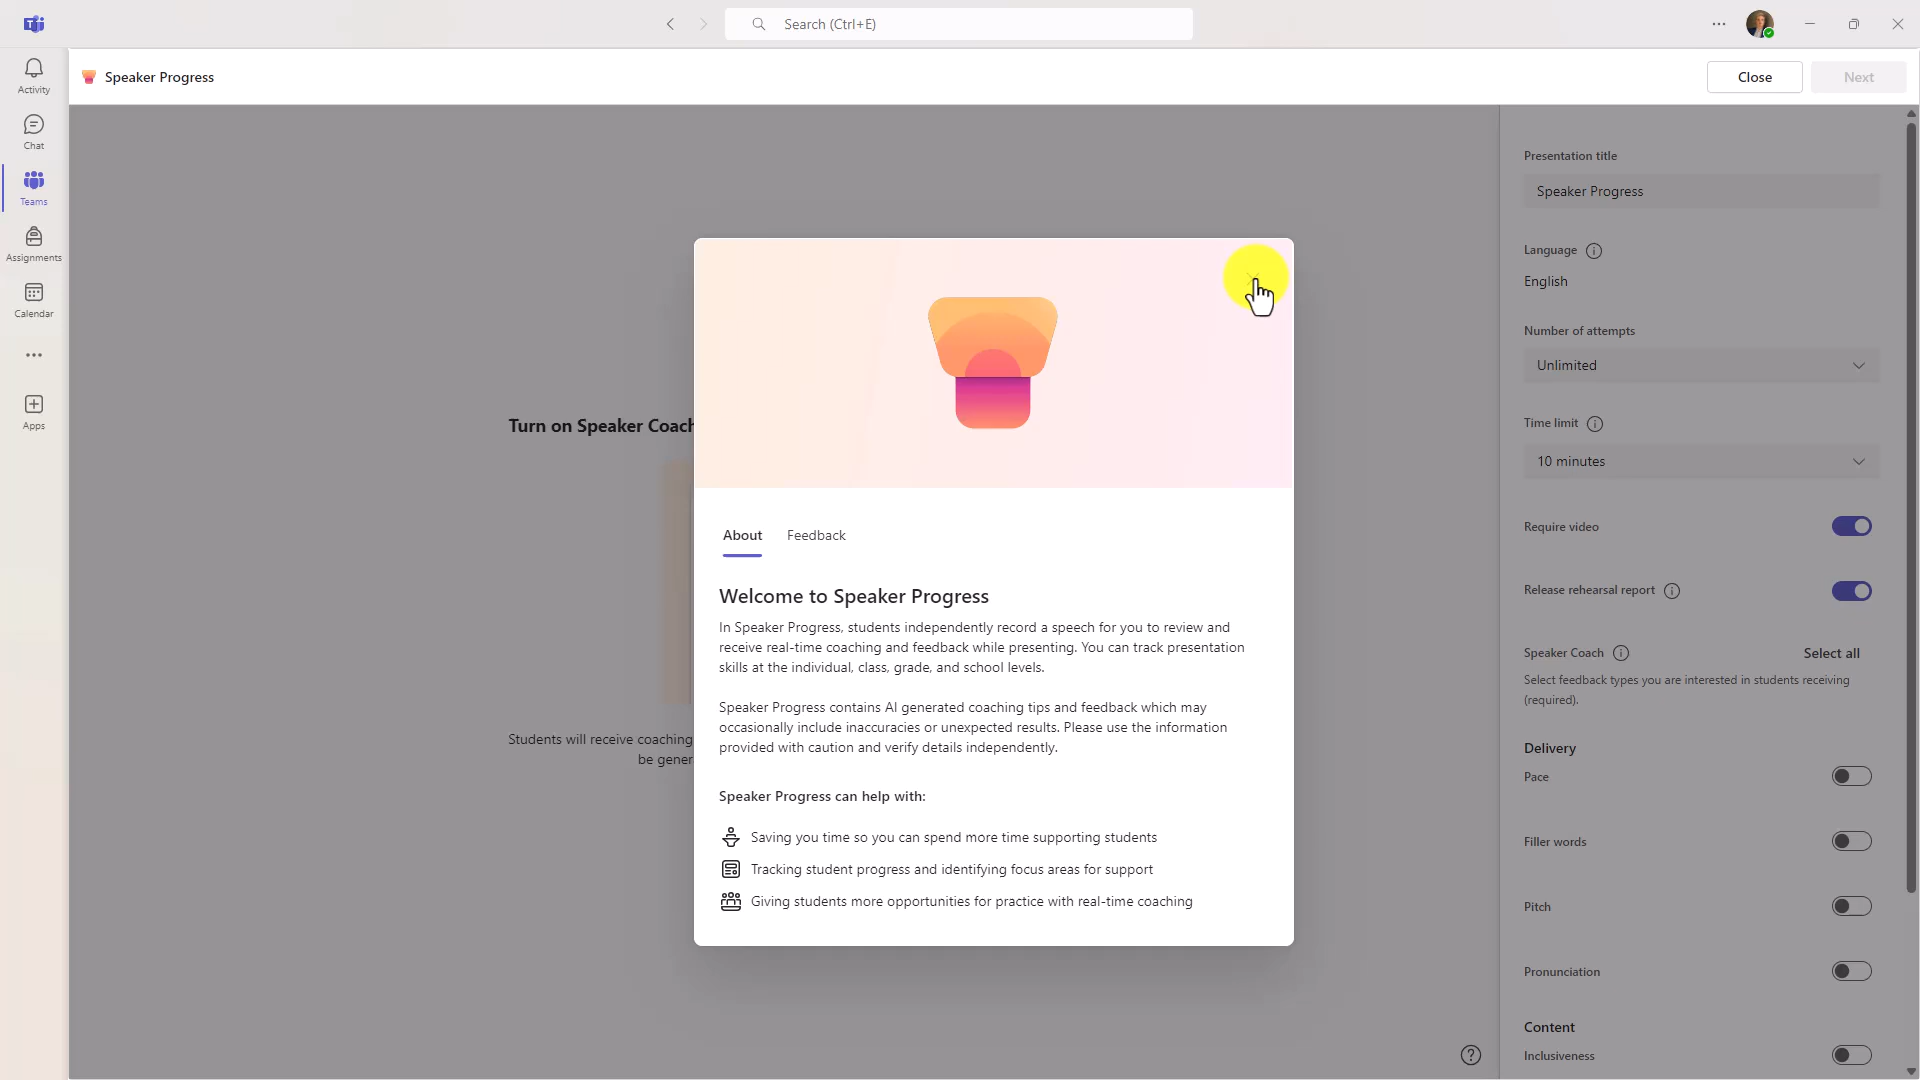 Search (Ctrl+E)
Activity
Chat
Teams
Assignments
Calendar
Apps
Speaker Progress
Close
Next
Turn on Speaker Coach
Students will receive coaching
be gener
About
Feedback
Welcome to Speaker Progress
In Speaker Progress, students independently record a speech for you to review and
receive real-time coaching and feedback while presenting. You can track presentation
skills at the individual, class, grade, and school levels.
Speaker Progress contains AI generated coaching tips and feedback which may
occasionally include inaccuracies or unexpected results. Please use the information
provided with caution and verify details independently.
Speaker Progress can help with:
Saving you time so you can spend more time supporting students
Tracking student progress and identifying focus areas for support
Giving students more opportunities for practice with real-time coaching
Presentation title
Speaker Progress
Language
English
Number of attempts
Unlimited
Time limit
10 minutes
Require video
Release rehearsal report
Speaker Coach
Select all
Select feedback types you are interested in students receiving
(required).
Delivery
Pace
Filler words
Pitch
Pronunciation
Content
Inclusiveness